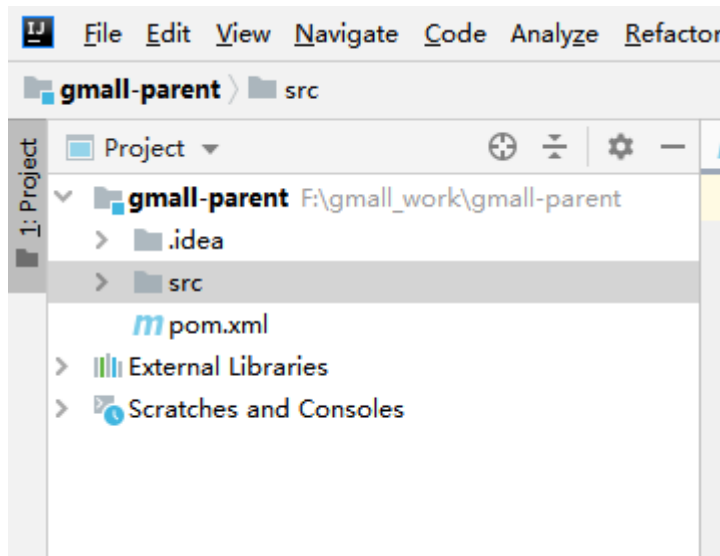 IJ
File Edit View Navigate Code Analyze Refactor
gmall-parent src
1: Project
Project
gmall-parent F:\gmall_work\gmall-parent
.idea
src
m pom.xml
External Libraries
Scratches and Consoles